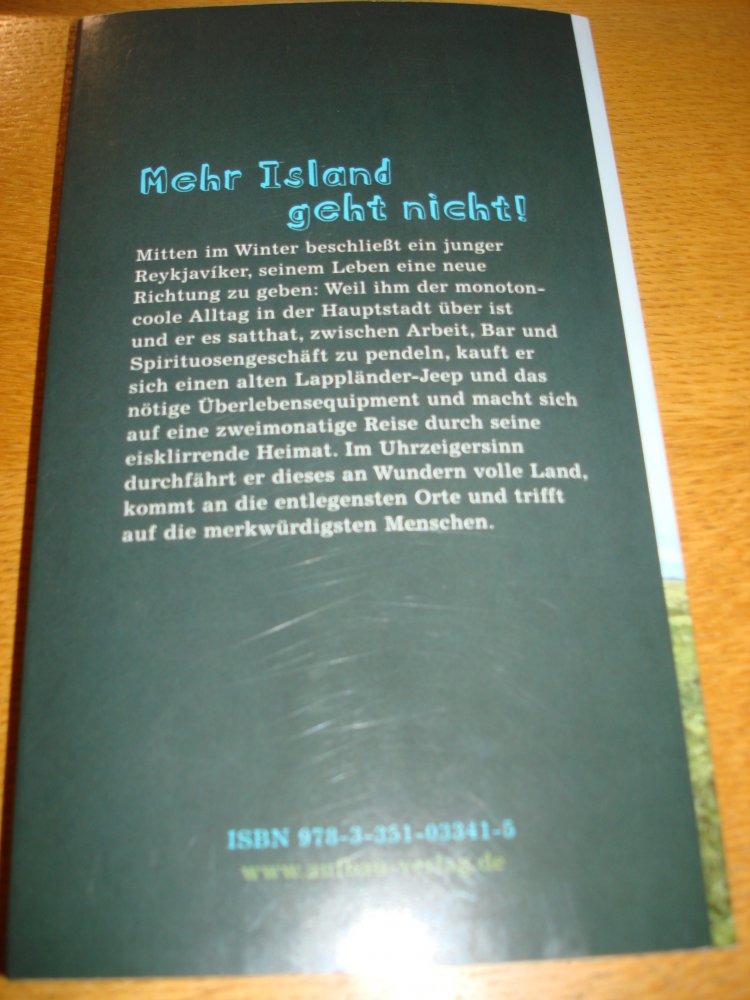 Mehr Island
geht nicht!
Mitten im Winter beschließt ein junger
Reykjavíker, seinem Leben eine neue
Richtung zu geben: Weil ihm der monoton-
coole Alltag in der Hauptstadt über ist
und er es satthat, zwischen Arbeit, Bar und
Spirituosengeschäft zu pendeln, kauft er
sich einen alten Lappländer-Jeep und das
nötige Überlebensequipment und macht sich
auf eine zweimonatige Reise durch seine
eisklirrende Heimat. Im Uhrzeigersinn
durchfährt er dieses an Wundern volle Land,
kommt an die entlegensten Orte und trifft
auf die merkwürdigsten Menschen.
ISBN 978-3-351-03341-5
www.aufbau-verlag.de